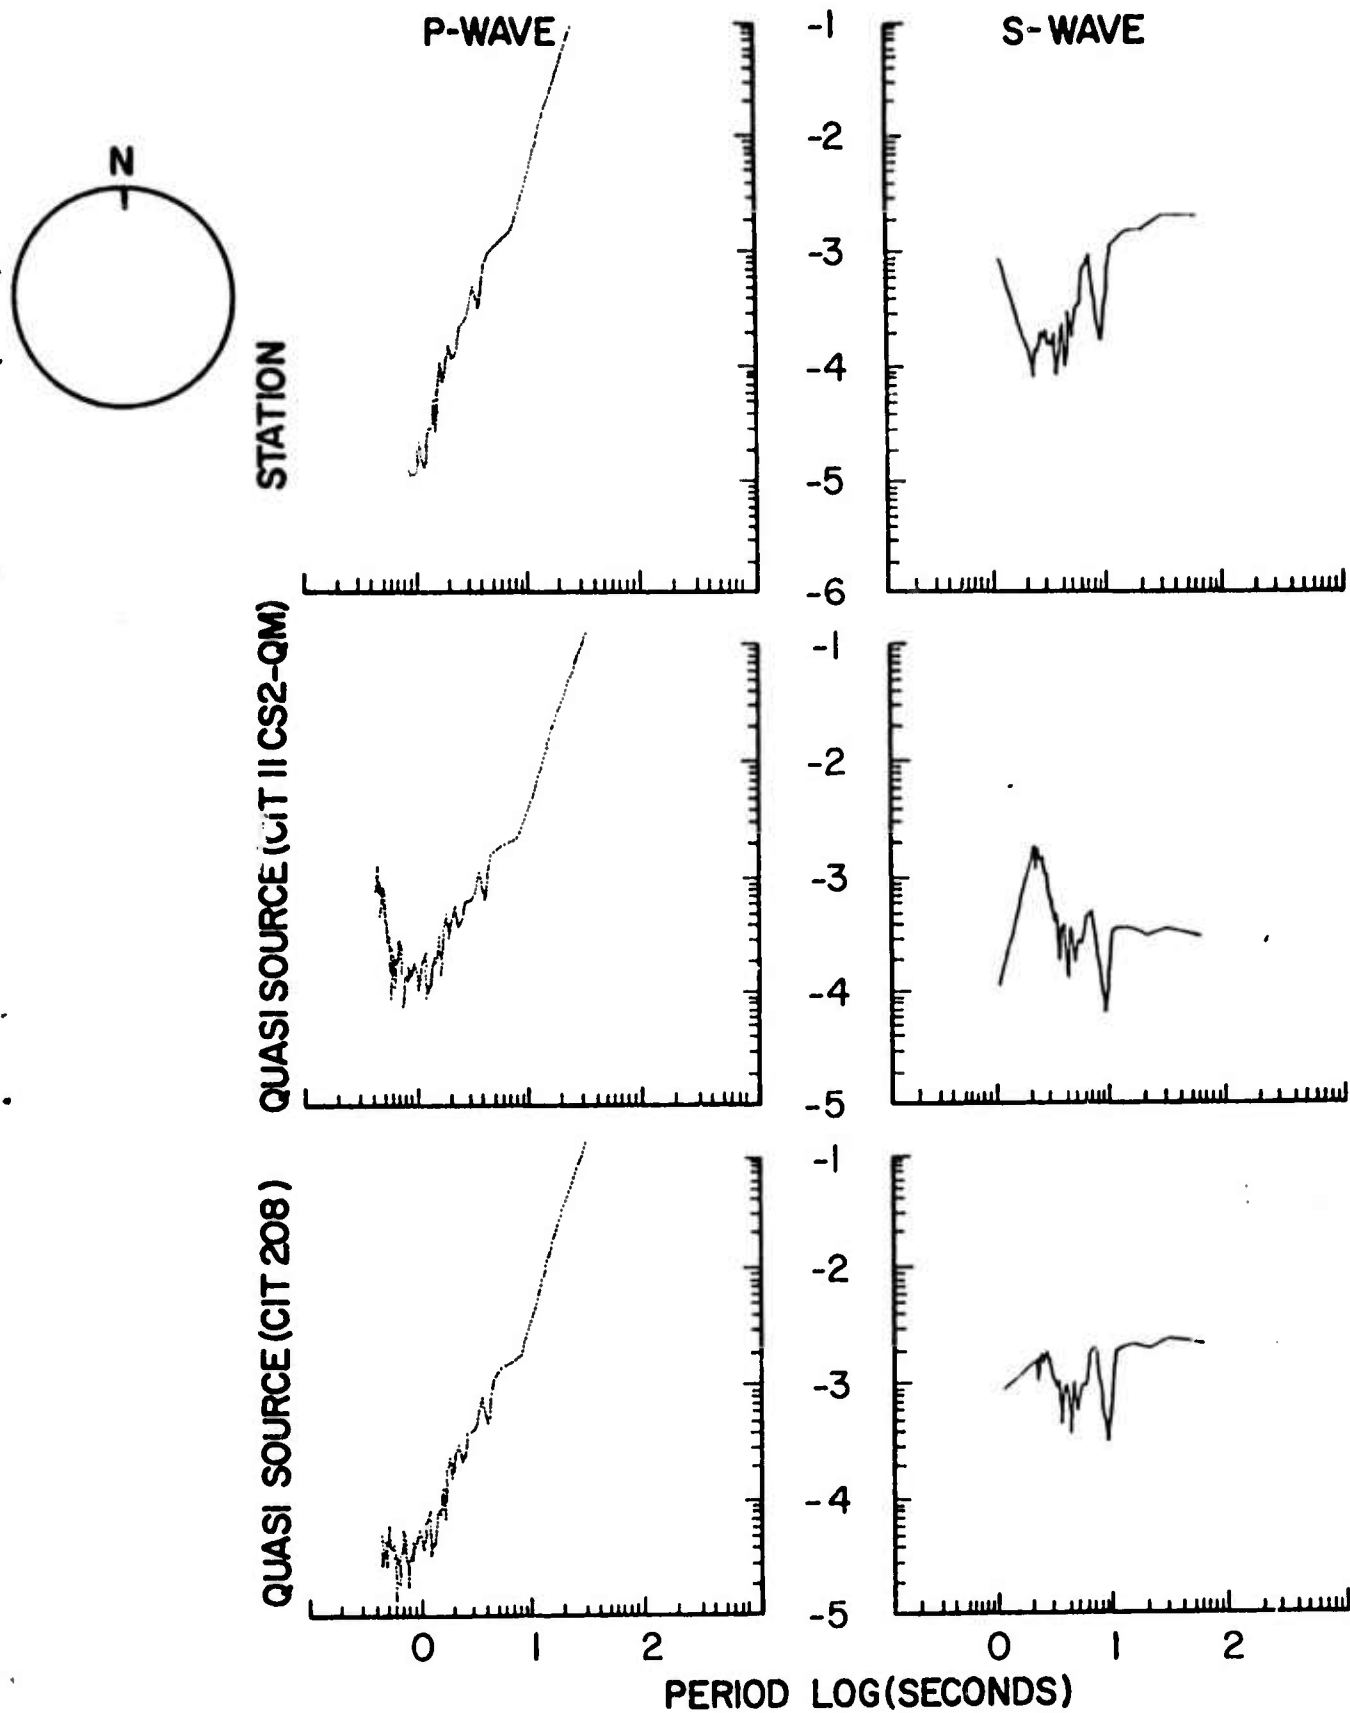 P-WAVE
S-WAVE
N
STATION
-1
-2
-3
-4
-5
-6
QUASI SOURCE (CIT II CS2-QM)
-1
-2
-3
-4
-5
QUASI SOURCE (CIT 208)
-1
-2
-3
-4
-5
0 1 2
0 1 2
PERIOD LOG (SECONDS)